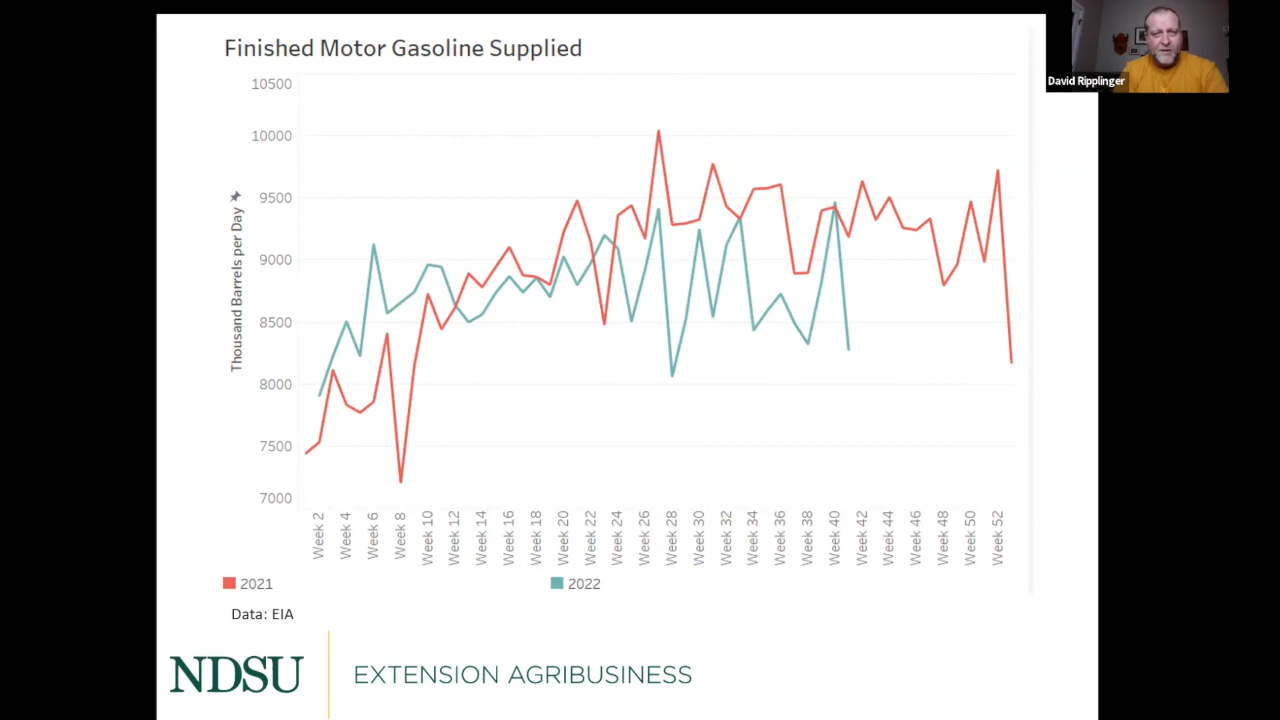 Finished Motor Gasoline Supplied
David Ripplinger
10500
10000
9500
9000
8500
8000
7500
7000
Thousand Barrels per Day
Week 2
Week 4
Week 6
Week 8
Week 10
Week 12
Week 14
Week 16
Week 18
Week 20
Week 22
Week 24
Week 26
Week 28
Week 30
Week 32
Week 34
Week 36
Week 38
Week 40
Week 42
Week 44
Week 46
Week 48
Week 50
Week 52
2021
2022
Data: EIA
NDSU
EXTENSION AGRIBUSINESS